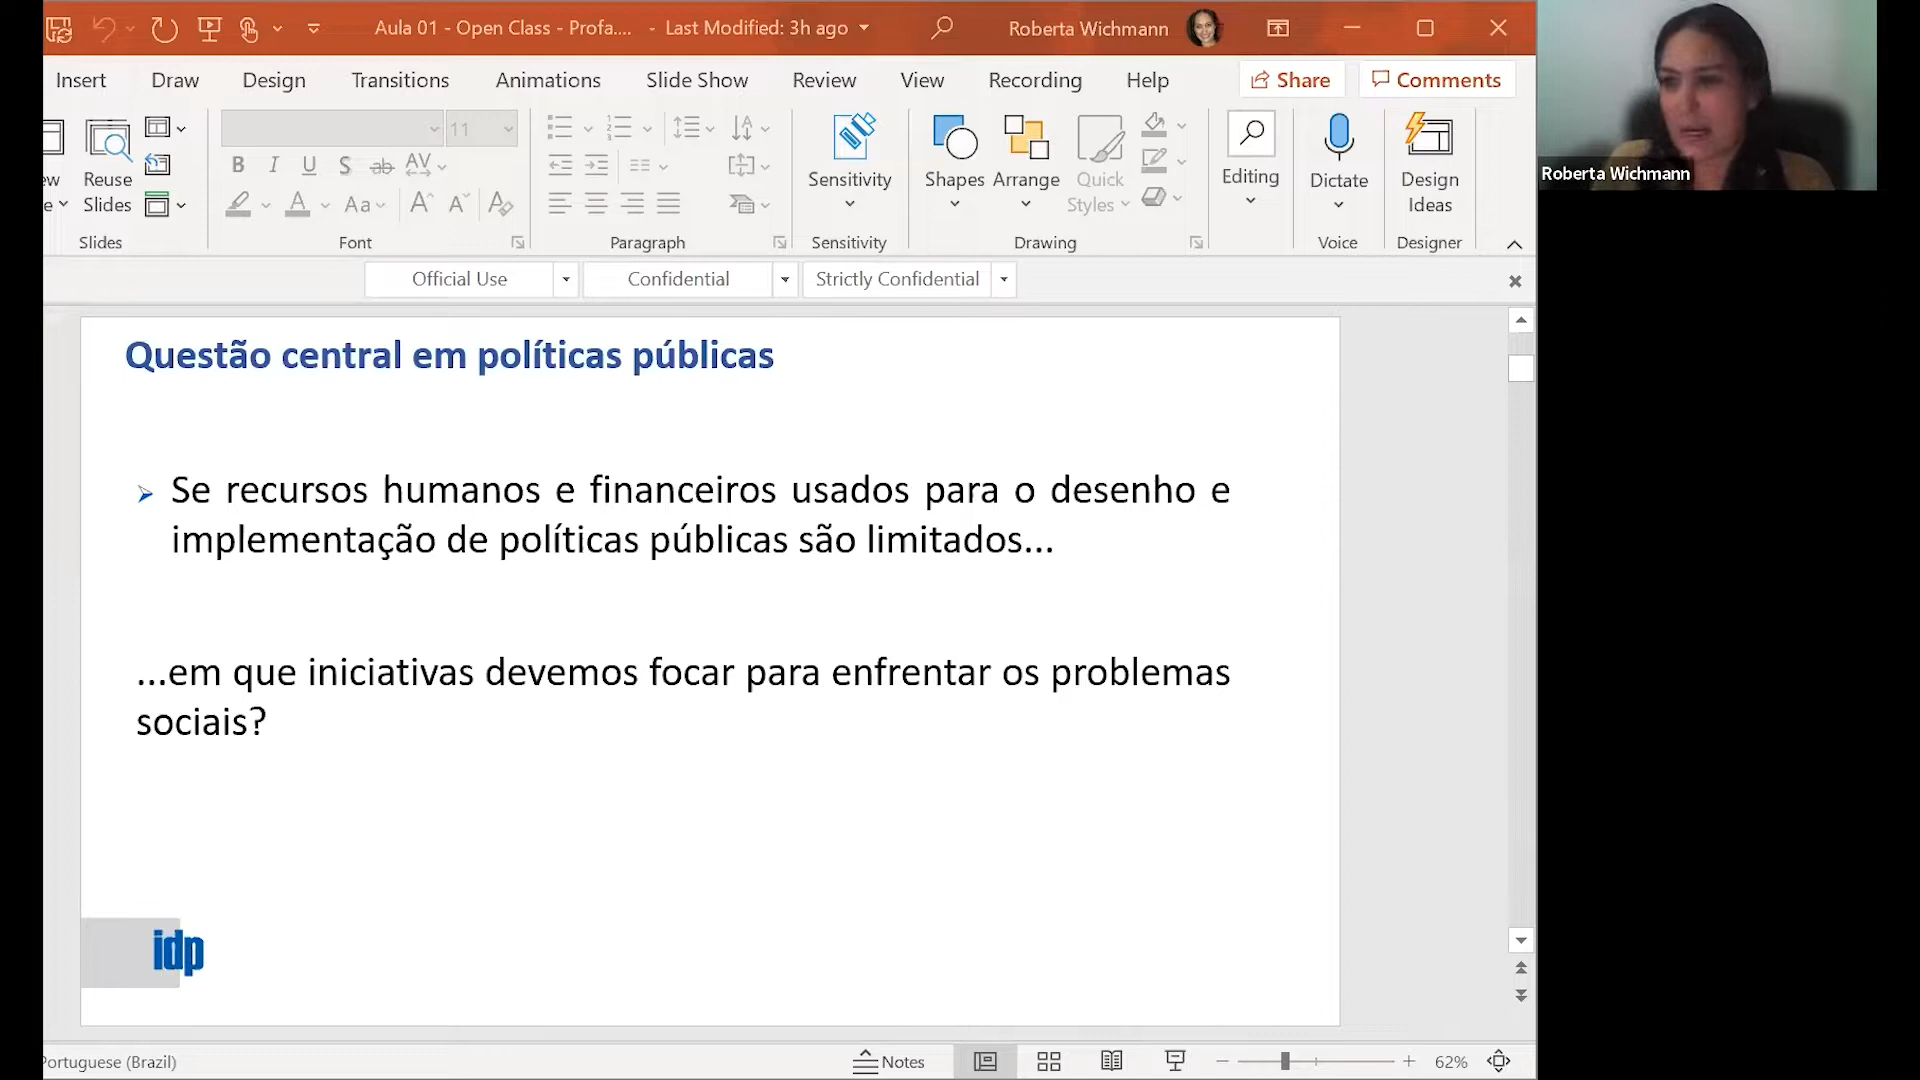 Aula 01 - Open Class - Profa.... - Last Modified: 3h ago
Roberta Wichmann
Insert Draw Design Transitions Animations Slide Show Review View Recording Help Share Comments
11
Reuse Slides
B I U S ab AV
Aa A A A
Sensitivity
Shapes Arrange Quick Styles
Editing
Dictate
Design Ideas
Slides Font Paragraph Sensitivity Drawing Voice Designer
Official Use Confidential Strictly Confidential
Questão central em políticas públicas
Se recursos humanos e financeiros usados para o desenho e
implementação de políticas públicas são limitados...
...em que iniciativas devemos focar para enfrentar os problemas
sociais?
idp
(Brazil) Notes 62%
Roberta Wichmann